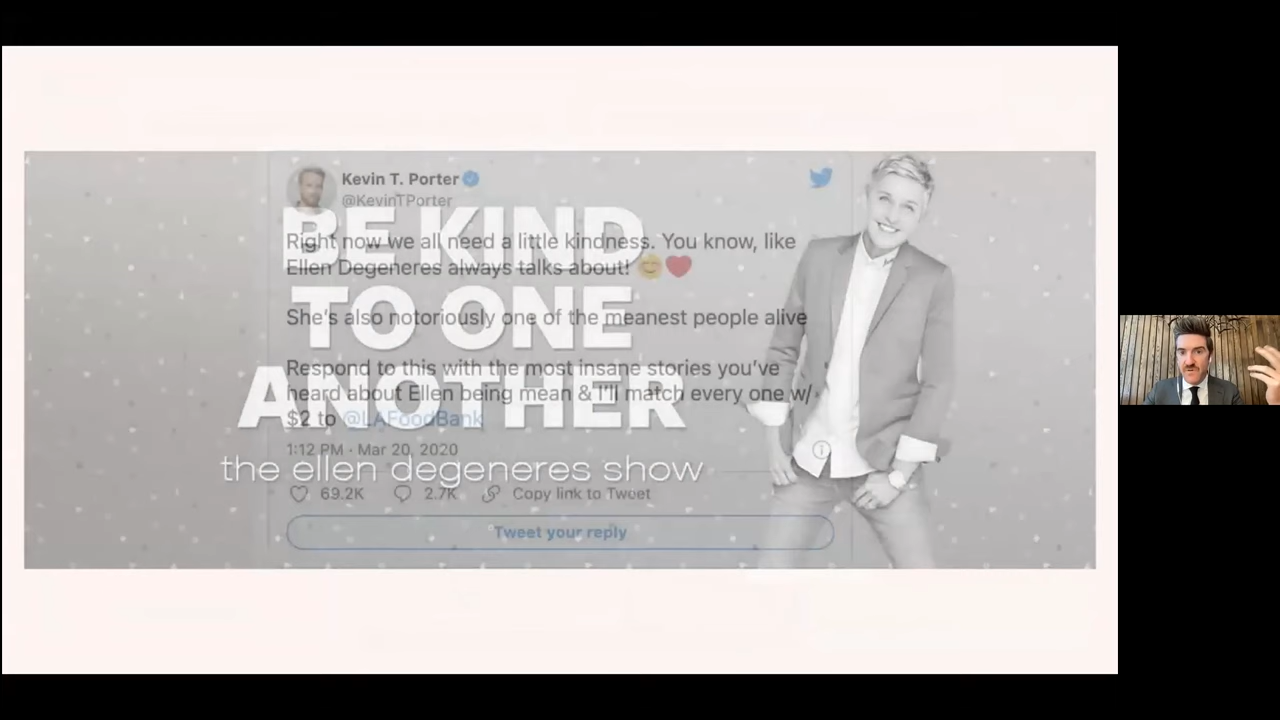 Kevin T. Porter
@KevinTPorter
Right now we all need a little kindness. You know, like
Ellen Degeneres always talks about! 😊❤️
She's also notoriously one of the meanest people alive
Respond to this with the most insane stories you've
heard about Ellen being mean & I'll match every one w/
$2 to @LAFoodBank
1:12 PM · Mar 20, 2020
69.2K 2.7K Copy link to Tweet
Tweet your reply
BE KIND
TO ONE
ANOTHER
the ellen degeneres show